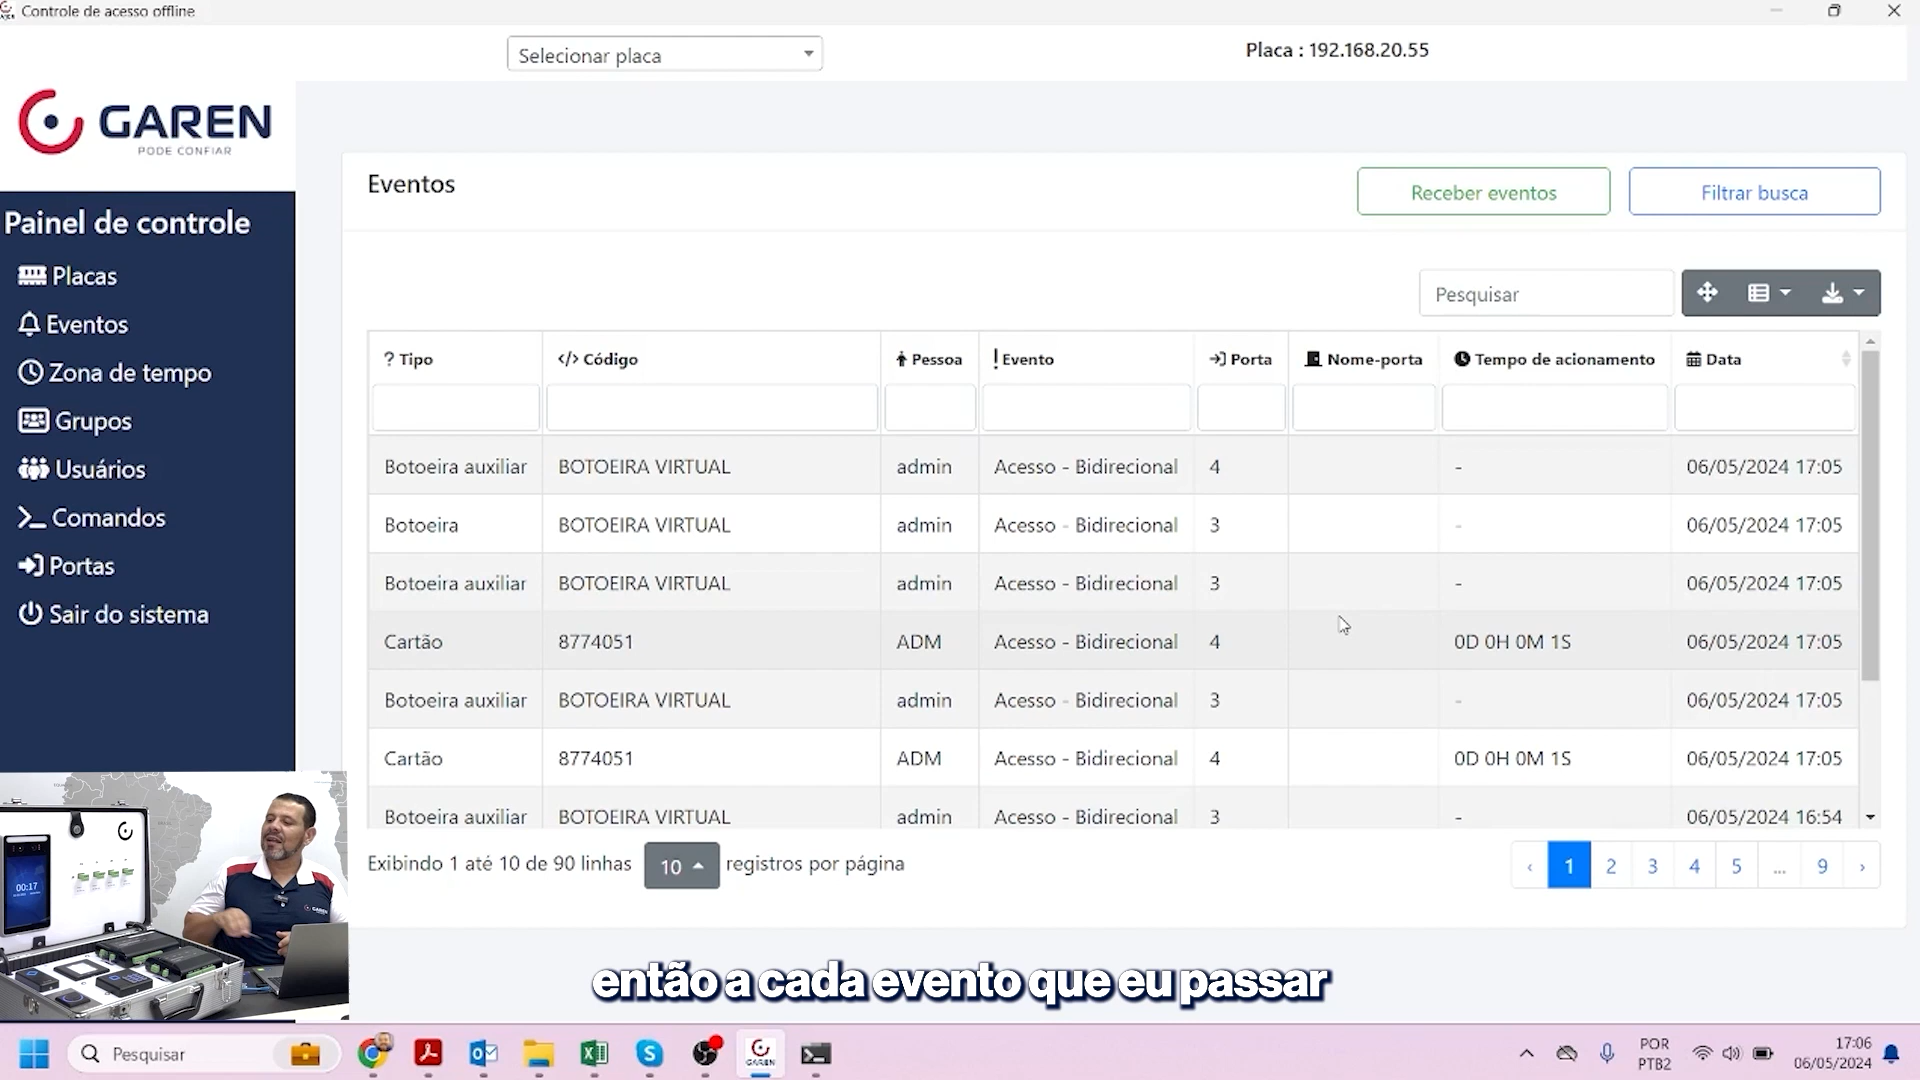 Controle de acesso offline
Selecionar placa
Placa : 192.168.20.55
GAREN
PODE CONFIAR
Painel de controle
Placas
Eventos
Zona de tempo
Grupos
Usuários
Comandos
Portas
Sair do sistema
Eventos
Receber eventos
Filtrar busca
Pesquisar
? Tipo </> Código Pessoa Evento Porta Nome-porta Tempo de acionamento Data
Botoeira auxiliar BOTOEIRA VIRTUAL admin Acesso - Bidirecional 4 - 06/05/2024 17:05
Botoeira BOTOEIRA VIRTUAL admin Acesso - Bidirecional 3 - 06/05/2024 17:05
Botoeira auxiliar BOTOEIRA VIRTUAL admin Acesso - Bidirecional 3 - 06/05/2024 17:05
Cartão 8774051 ADM Acesso - Bidirecional 4 0D 0H 0M 1S 06/05/2024 17:05
Botoeira auxiliar BOTOEIRA VIRTUAL admin Acesso - Bidirecional 3 - 06/05/2024 17:05
Cartão 8774051 ADM Acesso - Bidirecional 4 0D 0H 0M 1S 06/05/2024 17:05
Botoeira auxiliar BOTOEIRA VIRTUAL admin Acesso - Bidirecional 3 - 06/05/2024 16:54
Exibindo 1 até 10 de 90 linhas 10 registros por página
‹ 1 2 3 4 5 ... 9 ›
00:17
GAREN
então a cada evento que eu passar
Pesquisar
GAREN
POR
PTB2
17:06
06/05/2024